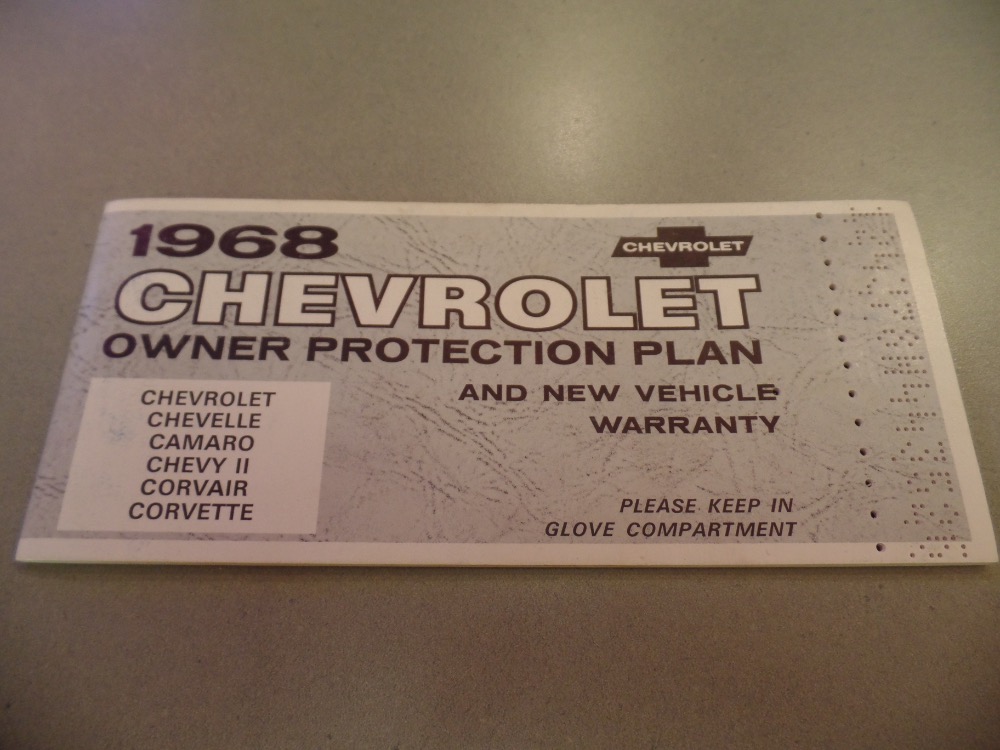 1968
CHEVROLET
CHEVROLET
OWNER PROTECTION PLAN
AND NEW VEHICLE
WARRANTY
CHEVROLET
CHEVELLE
CAMARO
CHEVY II
CORVAIR
CORVETTE
PLEASE KEEP IN
GLOVE COMPARTMENT